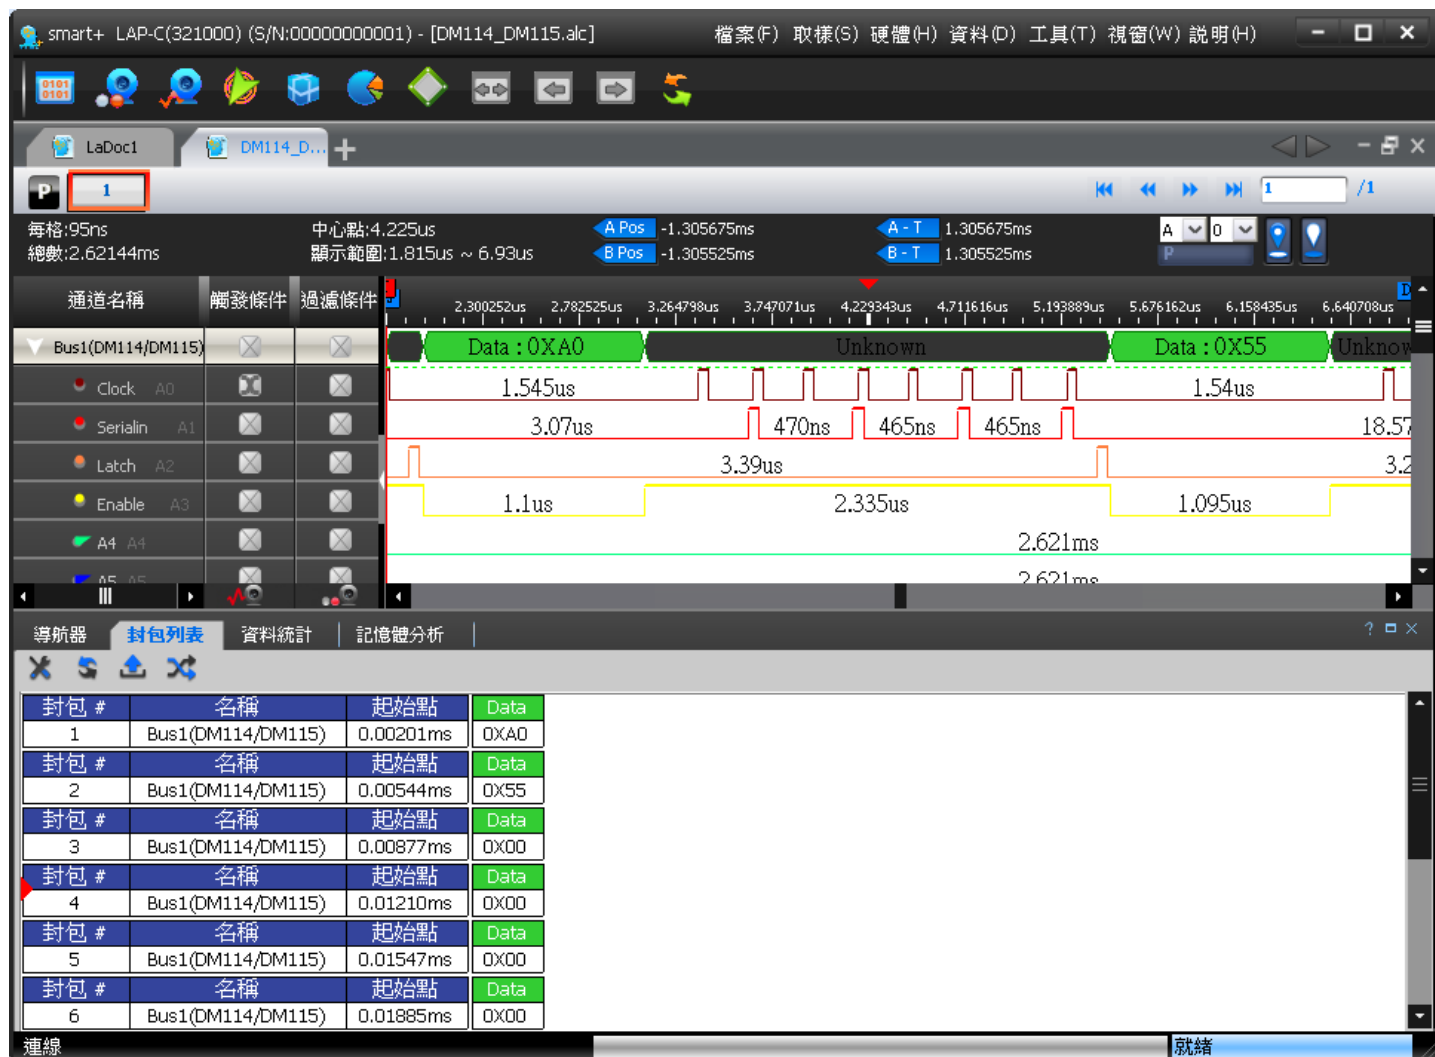 smart+ LAP-C(321000) (S/N:00000000001) - [DM114_DM115.alc] 檔案(F) 取樣(S) 硬體(H) 資料(D) 工具(T) 視窗(W) 説明(H)
LaDoc1 DM114_D... +
P 1 1 /1
每格:95ns 中心點:4.225us A Pos -1.305675ms A - T 1.305675ms A 0
總數:2.62144ms 顯示範圍:1.815us ~ 6.93us B Pos -1.305525ms B - T 1.305525ms P
通道名稱 觸發條件 過濾條件 2.300252us 2.782525us 3.264798us 3.747071us 4.229343us 4.711616us 5.193889us 5.676162us 6.158435us 6.640708us D
Bus1(DM114/DM115) Data : 0XA0 Unknown Data : 0X55 Unknow
Clock A0 1.545us 1.54us
Serialin A1 3.07us 470ns 465ns 465ns 18.57
Latch A2 3.39us 3.2
Enable A3 1.1us 2.335us 1.095us
A4 A4 2.621ms
A5 A5 2.621ms
導航器 封包列表 資料統計 記憶體分析
封包 # 名稱 起始點 Data
1 Bus1(DM114/DM115) 0.00201ms 0XA0
封包 # 名稱 起始點 Data
2 Bus1(DM114/DM115) 0.00544ms 0X55
封包 # 名稱 起始點 Data
3 Bus1(DM114/DM115) 0.00877ms 0X00
封包 # 名稱 起始點 Data
4 Bus1(DM114/DM115) 0.01210ms 0X00
封包 # 名稱 起始點 Data
5 Bus1(DM114/DM115) 0.01547ms 0X00
封包 # 名稱 起始點 Data
6 Bus1(DM114/DM115) 0.01885ms 0X00
連線 就緒